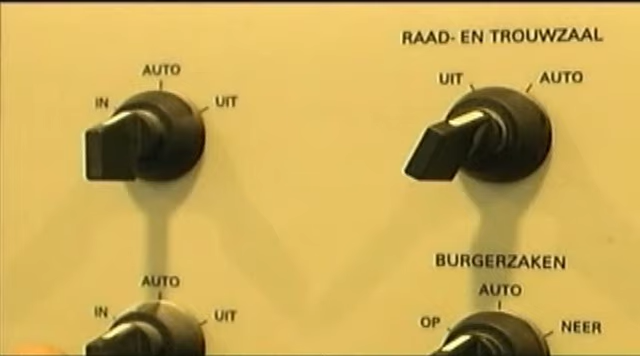 RAAD- EN TROUWZAAL
AUTO
IN UIT
UIT AUTO
BURGERZAKEN
AUTO
IN UIT
AUTO
OP NEER